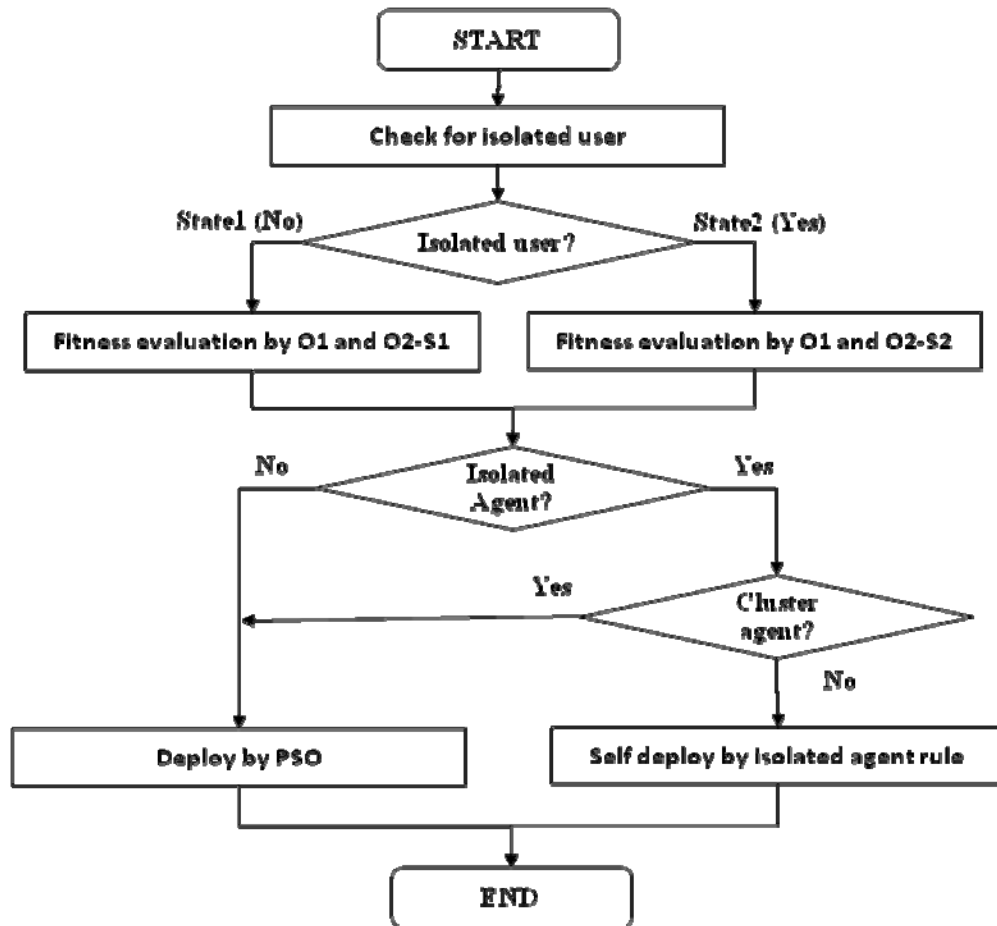 START
Check for isolated user
State1 (No)
State2 (Yes)
Isolated user?
Fitness evaluation by O1 and O2-S1
Fitness evaluation by O1 and O2-S2
No
Isolated
Agent?
Yes
Yes
Cluster
agent?
No
Deploy by PSO
Self deploy by Isolated agent rule
END